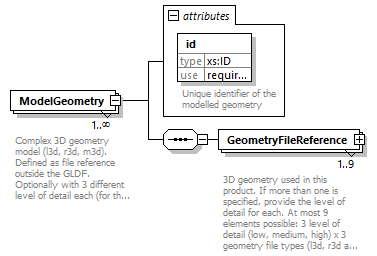 attributes
id
type xs:ID
use requir...
Unique identifier of the
modelled geometry
ModelGeometry
1..∞
Complex 3D geometry
model (l3d, r3d, m3d).
Defined as file reference
outside the GLDF.
Optionally with 3 different
level of detail each (for th...
GeometryFileReference
1..9
3D geometry used in this
product. If more than one is
specified, provide the level of
detail for each. At most 9
elements possible: 3 level of
detail (low, medium, high) x 3
geometry file types (l3d, r3d a...